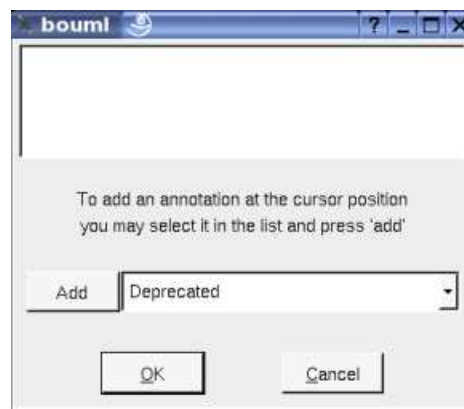 bouml
To add an annotation at the cursor position
you may select it in the list and press 'add'
Add
Deprecated
OK
Cancel